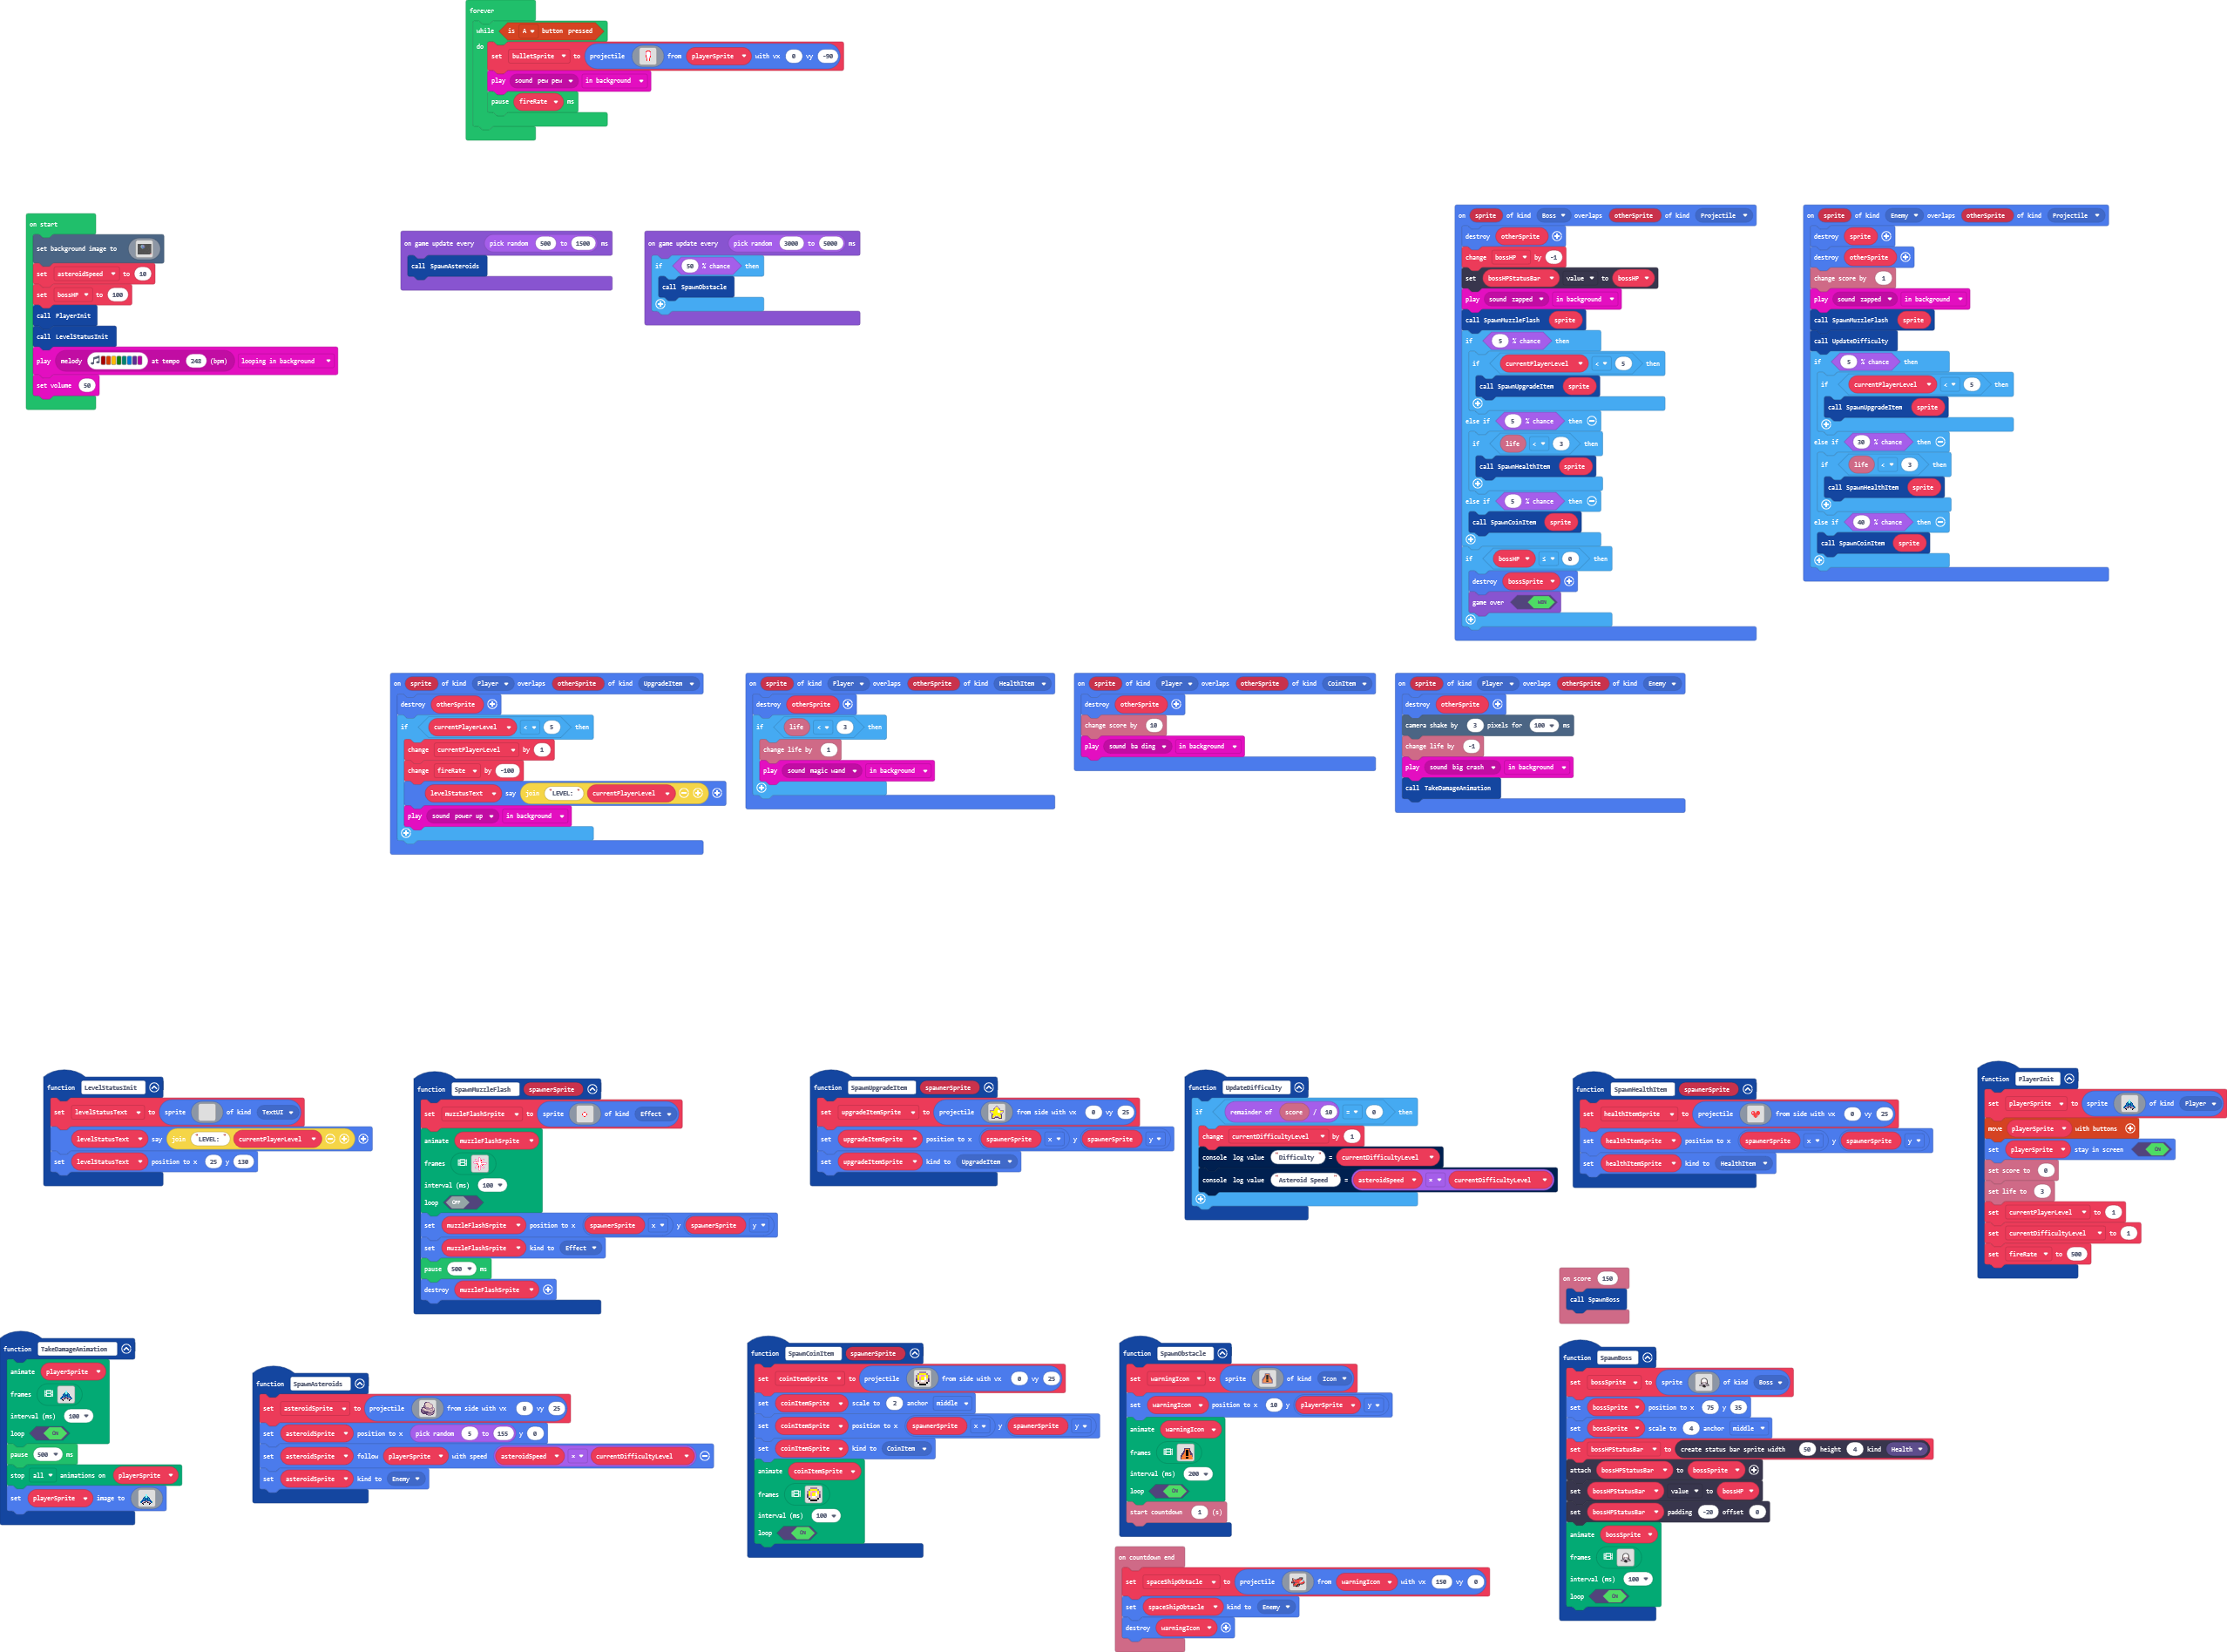 forever
while is A button pressed
do
set bulletSprite to projectile from playerSprite with vx 0 vy -90
play sound pew pew in background
pause fireRate ms
on start
set background image to
set asteroidSpeed to 10
set bossHP to 100
call PlayerInit
call LevelStatusInit
play melody at tempo 248 (bpm) looping in background
set volume 50
on game update every pick random 500 to 1500 ms
call SpawnAsteroids
on game update every pick random 3000 to 5000 ms
if 50 % chance then
call SpawnObstacle
on sprite of kind Boss overlaps otherSprite of kind Projectile
destroy otherSprite
change bossHP by -1
set bossHPStatusBar value to bossHP
play sound zapped in background
call SpawnMuzzleFlash sprite
if 5 % chance then
if currentPlayerLevel < 5 then
call SpawnUpgradeItem sprite
else if 5 % chance then
if life < 3 then
call SpawnHealthItem sprite
else if 5 % chance then
call SpawnCoinItem sprite
if bossHP ≤ 0 then
destroy bossSprite
game over WIN
on sprite of kind Enemy overlaps otherSprite of kind Projectile
destroy sprite
destroy otherSprite
change score by 1
play sound zapped in background
call SpawnMuzzleFlash sprite
call UpdateDifficulty
if 5 % chance then
if currentPlayerLevel < 5 then
call SpawnUpgradeItem sprite
else if 30 % chance then
if life < 3 then
call SpawnHealthItem sprite
else if 40 % chance then
call SpawnCoinItem sprite
on sprite of kind Player overlaps otherSprite of kind UpgradeItem
destroy otherSprite
if currentPlayerLevel < 5 then
change currentPlayerLevel by 1
change fireRate by -100
levelStatusText say join "LEVEL: " currentPlayerLevel
play sound power up in background
on sprite of kind Player overlaps otherSprite of kind HealthItem
destroy otherSprite
if life < 3 then
change life by 1
play sound magic wand in background
on sprite of kind Player overlaps otherSprite of kind CoinItem
destroy otherSprite
change score by 10
play sound ba ding in background
on sprite of kind Player overlaps otherSprite of kind Enemy
destroy otherSprite
camera shake by 3 pixels for 100 ms
change life by -1
play sound big crash in background
call TakeDamageAnimation
function LevelStatusInit
set levelStatusText to sprite of kind TextUI
levelStatusText say join "LEVEL: " currentPlayerLevel
set levelStatusText position to x 25 y 130
function SpawnMuzzleFlash spawnerSprite
set muzzleFlashSrpite to sprite of kind Effect
animate muzzleFlashSrpite
frames
interval (ms) 100
loop OFF
set muzzleFlashSrpite position to x spawnerSprite x y spawnerSprite y
set muzzleFlashSrpite kind to Effect
pause 500 ms
destroy muzzleFlashSrpite
function SpawnUpgradeItem spawnerSprite
set upgradeItemSprite to projectile from side with vx 0 vy 25
set upgradeItemSprite position to x spawnerSprite x y spawnerSprite y
set upgradeItemSprite kind to UpgradeItem
function UpdateDifficulty
if remainder of score / 10 = 0 then
change currentDifficultyLevel by 1
console log value "Difficulty" = currentDifficultyLevel
console log value "Asteroid Speed" = asteroidSpeed × currentDifficultyLevel
function SpawnHealthItem spawnerSprite
set healthItemSprite to projectile from side with vx 0 vy 25
set healthItemSprite position to x spawnerSprite x y spawnerSprite y
set healthItemSprite kind to HealthItem
function PlayerInit
set playerSprite to sprite of kind Player
move playerSprite with buttons
set playerSprite stay in screen ON
set score to 0
set life to 3
set currentPlayerLevel to 1
set currentDifficultyLevel to 1
set fireRate to 500
on score 150
call SpawnBoss
function TakeDamageAnimation
animate playerSprite
frames
interval (ms) 100
loop ON
pause 500 ms
stop all animations on playerSprite
set playerSprite image to
function SpawnAsteroids
set asteroidSprite to projectile from side with vx 0 vy 25
set asteroidSprite position to x pick random 5 to 155 y 0
set asteroidSprite follow playerSprite with speed asteroidSpeed × currentDifficultyLevel
set asteroidSprite kind to Enemy
function SpawnCoinItem spawnerSprite
set coinItemSprite to projectile from side with vx 0 vy 25
set coinItemSprite scale to 2 anchor middle
set coinItemSprite position to x spawnerSprite x y spawnerSprite y
set coinItemSprite kind to CoinItem
animate coinItemSprite
frames
interval (ms) 100
loop ON
function SpawnObstacle
set warningIcon to sprite of kind Icon
set warningIcon position to x 10 y playerSprite y
animate warningIcon
frames
interval (ms) 200
loop ON
start countdown 1 (s)
on countdown end
set spaceShipObtacle to projectile from warningIcon with vx 150 vy 0
set spaceShipObtacle kind to Enemy
destroy warningIcon
function SpawnBoss
set bossSprite to sprite of kind Boss
set bossSprite position to x 75 y 35
set bossSprite scale to 4 anchor middle
set bossHPStatusBar to create status bar sprite width 50 height 4 kind Health
attach bossHPStatusBar to bossSprite
set bossHPStatusBar value to bossHP
set bossHPStatusBar padding -20 offset 0
animate bossSprite
frames
interval (ms) 100
loop ON